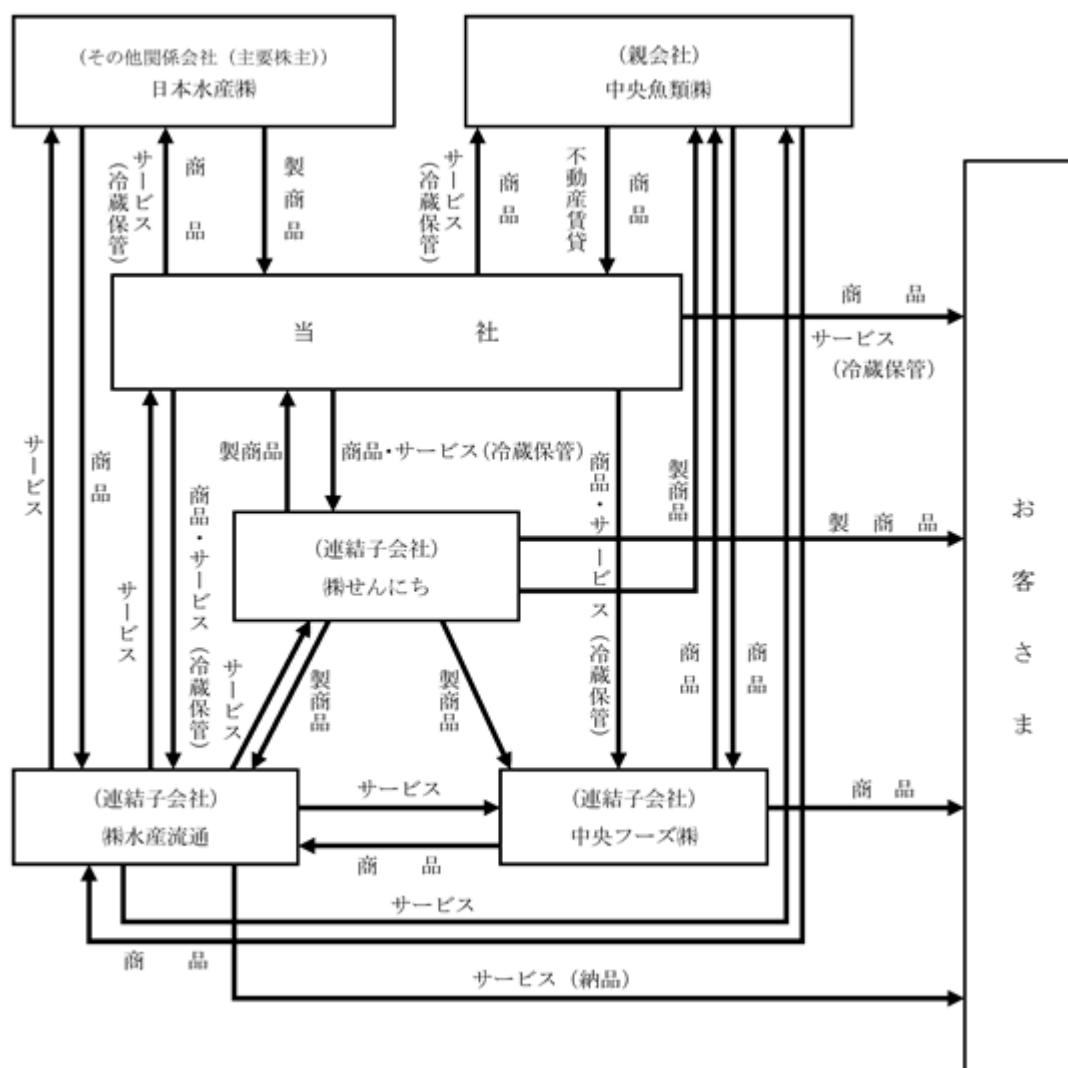 (その他関係会社(主要株主))
日本水産㈱
(親会社)
中央魚類㈱
サービス
(冷蔵保管)
商品
製商品
サービス
(冷蔵保管)
商品
不動産賃貸
商品
当社
商品
サービス
(冷蔵保管)
サービス
商品
製商品
商品・サービス(冷蔵保管)
商品・サービス(冷蔵保管)
製商品
サービス
商品・サービス(冷蔵保管)
(連結子会社)
㈱せんにち
製商品
お客さま
サービス
製商品
製商品
商品
商品
(連結子会社)
㈱水産流通
サービス
商品
(連結子会社)
中央フーズ㈱
商品
サービス
商品
サービス(納品)